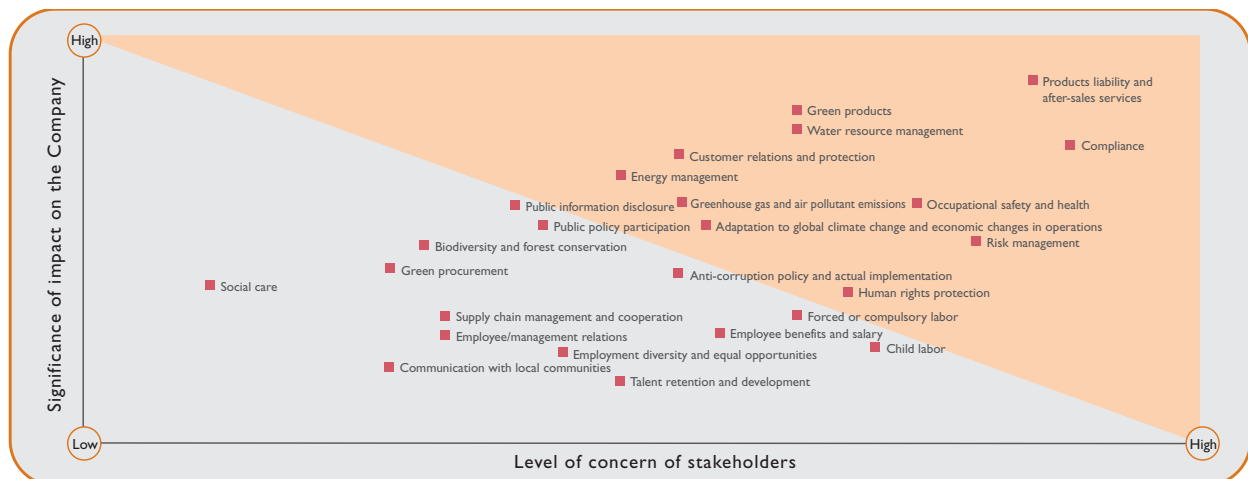 High
Significance of impact on the Company
Products liability and
after-sales services
Green products
Water resource management
Compliance
Customer relations and protection
Energy management
Public information disclosure
Greenhouse gas and air pollutant emissions
Occupational safety and health
Public policy participation
Adaptation to global climate change and economic changes in operations
Risk management
Biodiversity and forest conservation
Green procurement
Anti-corruption policy and actual implementation
Social care
Human rights protection
Supply chain management and cooperation
Forced or compulsory labor
Employee/management relations
Employee benefits and salary
Child labor
Employment diversity and equal opportunities
Communication with local communities
Talent retention and development
Low
High
Level of concern of stakeholders